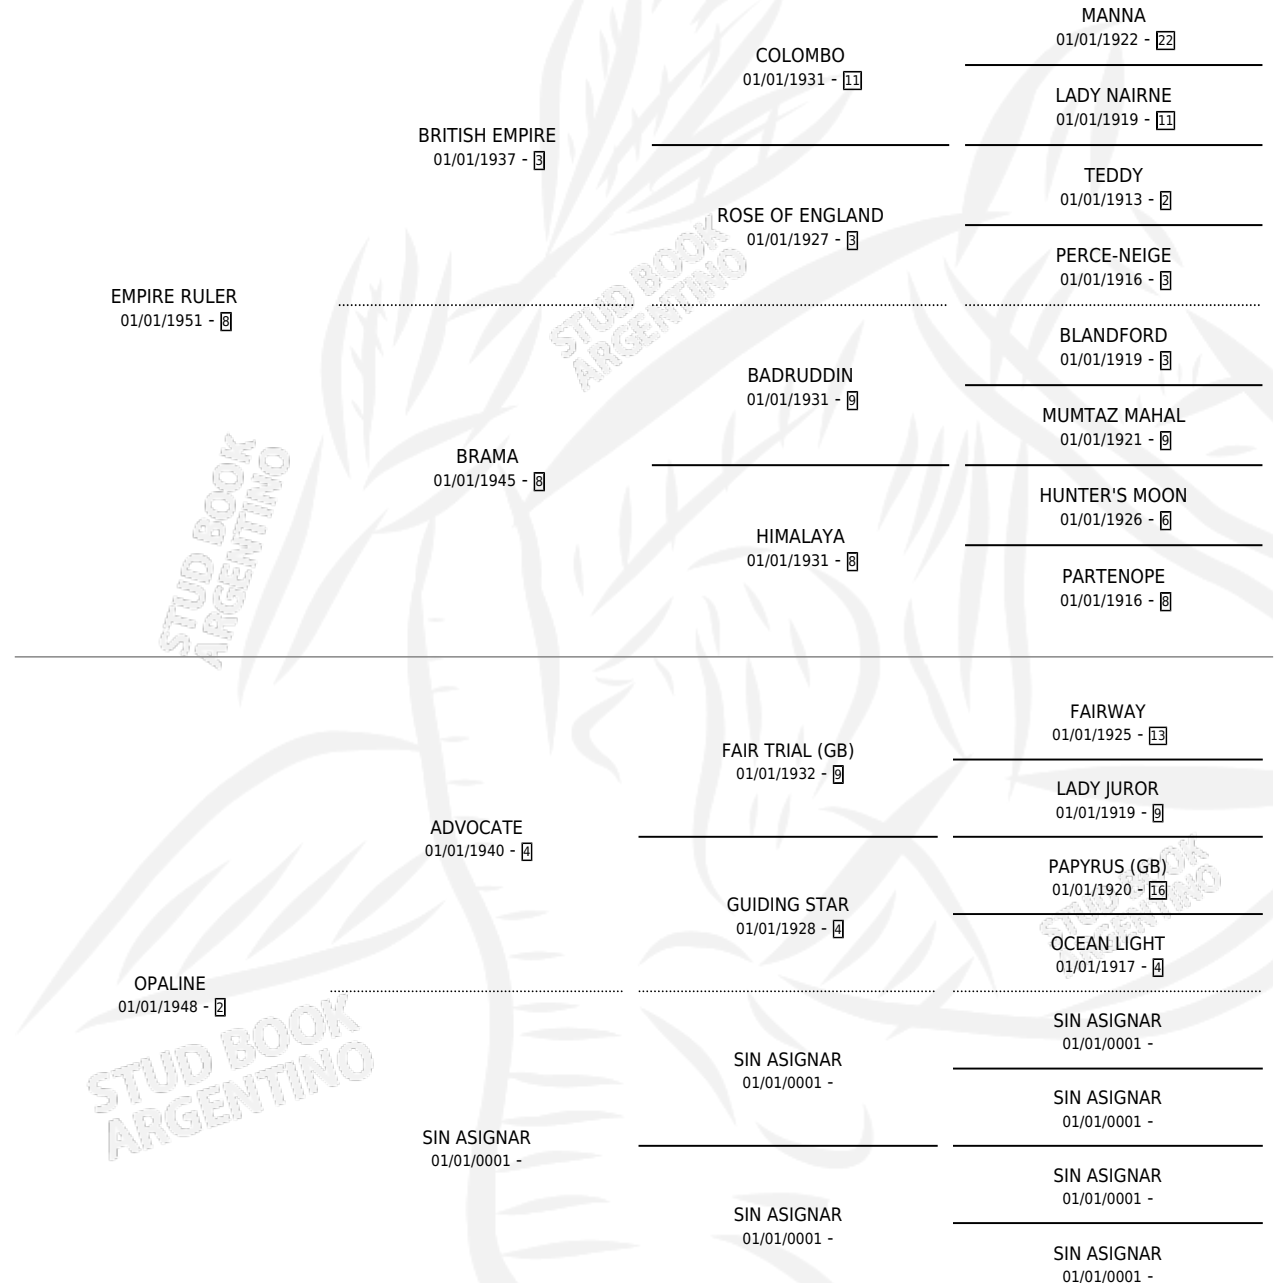 MANNA
01/01/1922 - 22
COLOMBO
01/01/1931 - 11
LADY NAIRNE
01/01/1919 - 11
BRITISH EMPIRE
01/01/1937 - 3
TEDDY
01/01/1913 - 2
ROSE OF ENGLAND
01/01/1927 - 3
PERCE-NEIGE
01/01/1916 - 3
EMPIRE RULER
01/01/1951 - 8
STUD BOOK
ARGENTINO
BLANDFORD
01/01/1919 - 3
BADRUDDIN
01/01/1931 - 9
MUMTAZ MAHAL
01/01/1921 - 9
BRAMA
01/01/1945 - 8
HUNTER'S MOON
01/01/1926 - 6
HIMALAYA
01/01/1931 - 8
PARTENOPE
01/01/1916 - 8
STUD BOOK
ARGENTINO
FAIRWAY
01/01/1925 - 13
FAIR TRIAL (GB)
01/01/1932 - 9
LADY JUROR
01/01/1919 - 9
ADVOCATE
01/01/1940 - 4
PAPYRUS (GB)
01/01/1920 - 16
GUIDING STAR
01/01/1928 - 4
STUD BOOK
ARGENTINO
OCEAN LIGHT
01/01/1917 - 4
OPALINE
01/01/1948 - 2
STUD BOOK
ARGENTINO
SIN ASIGNAR
01/01/0001 -
SIN ASIGNAR
01/01/0001 -
SIN ASIGNAR
01/01/0001 -
SIN ASIGNAR
01/01/0001 -
SIN ASIGNAR
01/01/0001 -
SIN ASIGNAR
01/01/0001 -
SIN ASIGNAR
01/01/0001 -